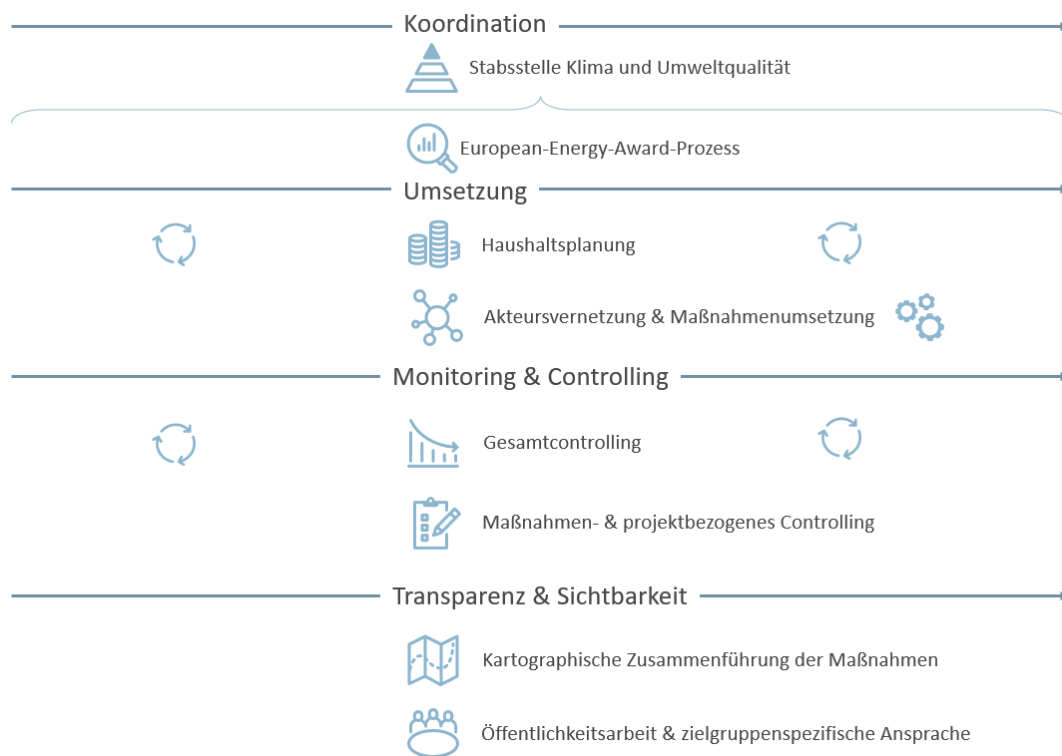 Koordination
Stabsstelle Klima und Umweltqualität
European-Energy-Award-Prozess
Umsetzung
Haushaltsplanung
Akteursvernetzung & Maßnahmenumsetzung
Monitoring & Controlling
Gesamtcontrolling
Maßnahmen- & projektbezogenes Controlling
Transparenz & Sichtbarkeit
Kartographische Zusammenführung der Maßnahmen
Öffentlichkeitsarbeit & zielgruppenspezifische Ansprache